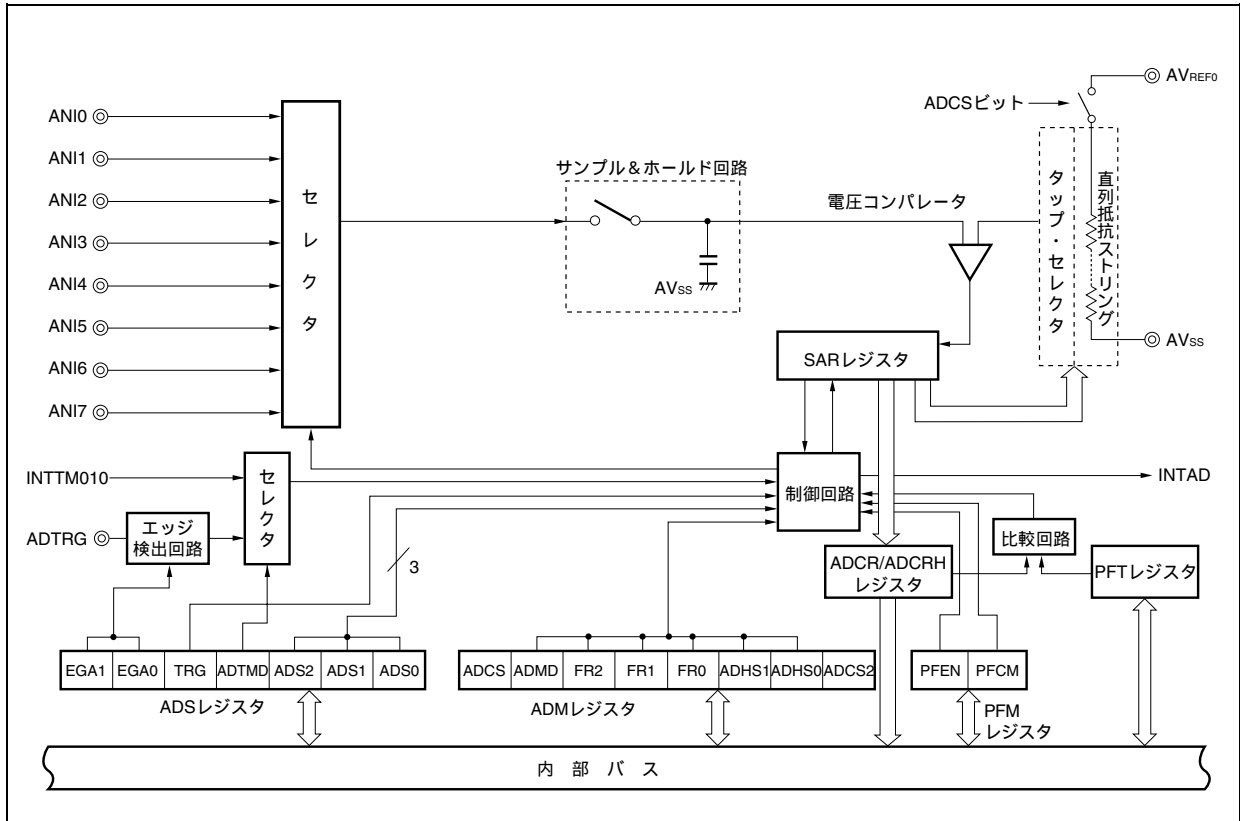 ANI0
ANI1
ANI2
ANI3
ANI4
ANI5
ANI6
ANI7
セレクタ
サンプル＆ホールド回路
AVSS
電圧コンパレータ
ADCSビット
AVREF0
タップ・セレクタ
直列抵抗ストリング
AVSS
SARレジスタ
INTTM010
ADTRG
エッジ
検出回路
セレクタ
制御回路
INTAD
比較回路
ADCR/ADCRH
レジスタ
PFTレジスタ
3
EGA1 EGA0 TRG ADTMD ADS2 ADS1 ADS0
ADSレジスタ
ADCS ADMD FR2 FR1 FR0 ADHS1 ADHS0 ADCS2
ADMレジスタ
PFEN PFCM
PFM
レジスタ
内部バス